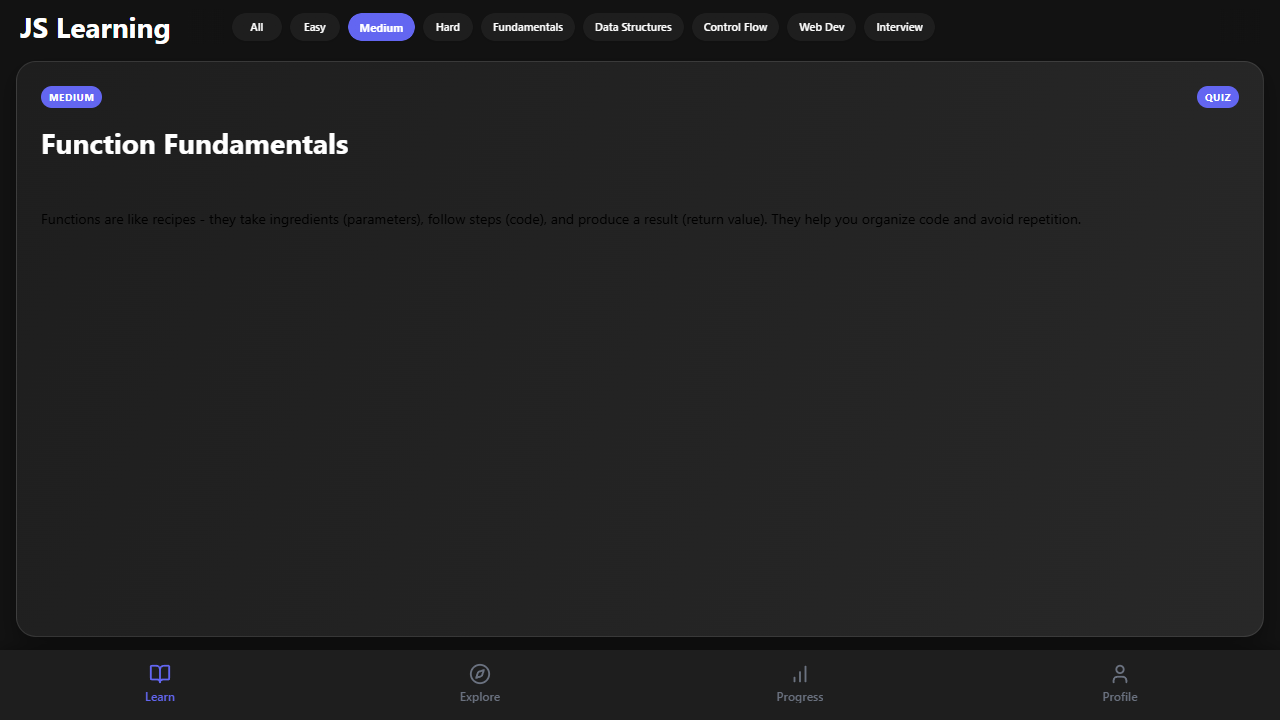 JS Learning
All Easy Medium Hard Fundamentals Data Structures Control Flow Web Dev Interview
MEDIUM QUIZ
Function Fundamentals
Functions are like recipes - they take ingredients (parameters), follow steps (code), and produce a result (return value). They help you organize code and avoid repetition.
Learn Explore Progress Profile